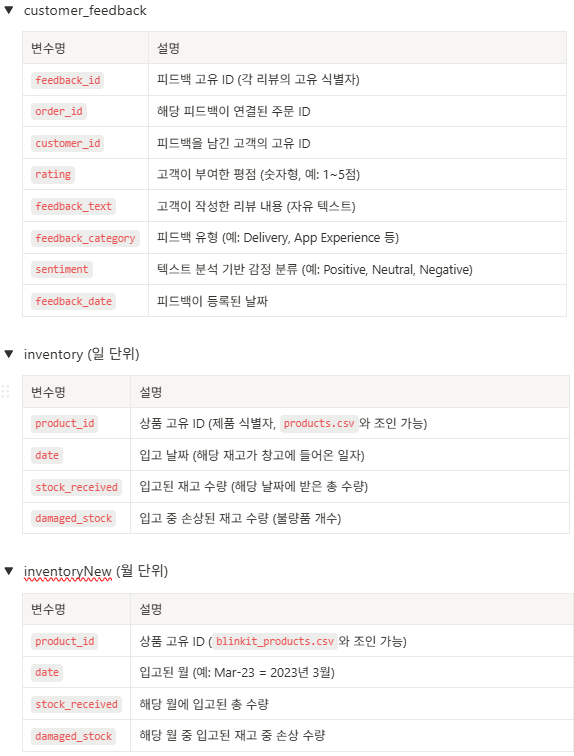 ▼ customer_feedback
변수명 설명
feedback_id 피드백 고유 ID (각 리뷰의 고유 식별자)
order_id 해당 피드백이 연결된 주문 ID
customer_id 피드백을 남긴 고객의 고유 ID
rating 고객이 부여한 평점 (숫자형, 예: 1~5점)
feedback_text 고객이 작성한 리뷰 내용 (자유 텍스트)
feedback_category 피드백 유형 (예: Delivery, App Experience 등)
sentiment 텍스트 분석 기반 감정 분류 (예: Positive, Neutral, Negative)
feedback_date 피드백이 등록된 날짜
▼ inventory (일 단위)
변수명 설명
product_id 상품 고유 ID (제품 식별자, products.csv와 조인 가능)
date 입고 날짜 (해당 재고가 창고에 들어온 일자)
stock_received 입고된 재고 수량 (해당 날짜에 받은 총 수량)
damaged_stock 입고 중 손상된 재고 수량 (불량품 개수)
▼ inventoryNew (월 단위)
변수명 설명
product_id 상품 고유 ID (blinkit_products.csv와 조인 가능)
date 입고된 월 (예: Mar-23 = 2023년 3월)
stock_received 해당 월에 입고된 총 수량
damaged_stock 해당 월 중 입고된 재고 중 손상 수량